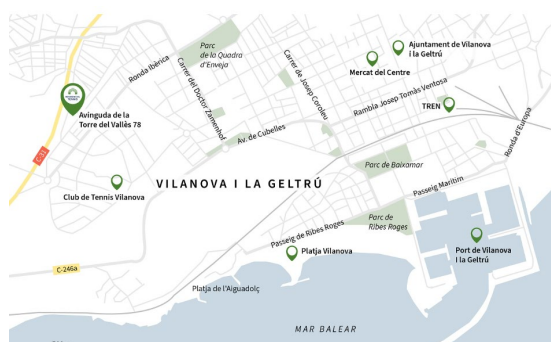 Parc
de la Quadra
d'Enveja
Ajuntament de Vilanova
i la Geltrú
Mercat del Centre
Ronda Ibérica
Carrer del Doctor Zamenhof
Carrer de Josep Coroleu
Rambla Josep Tomàs Ventosa
TREN
Avinguda de la
Torre del Vallès 78
Av. de Cubelles
Ronda d'Europa
C-31
Parc de Baixamar
Club de Tennis Vilanova
VILANOVA I LA GELTRÚ
Passeig Marítim
Parc de
Ribes Roges
Passeig de Ribes Roges
Platja Vilanova
Port de Vilanova
I la Geltrú
C-246a
Platja de l'Aiguadolç
MAR BALEAR